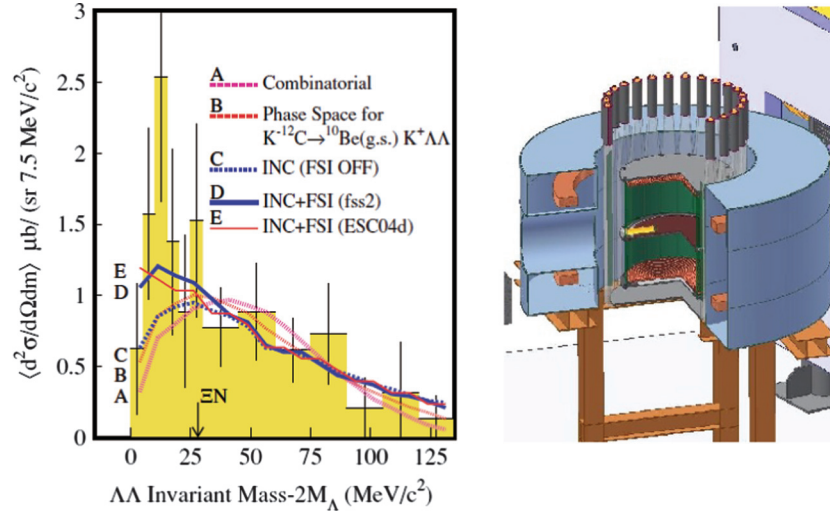 3
2.5
2
1.5
1
0.5
0
⟨d²σ/dΩdm⟩ μb/ (sr 7.5 MeV/c²)
A Combinatorial
B Phase Space for
K⁻¹²C→¹⁰Be(g.s.) K⁺ΛΛ
C INC (FSI OFF)
D INC+FSI (fss2)
E INC+FSI (ESC04d)
E
D
C
B
A
ΞN
0 25 50 75 100 125
ΛΛ Invariant Mass-2M_Λ (MeV/c²)